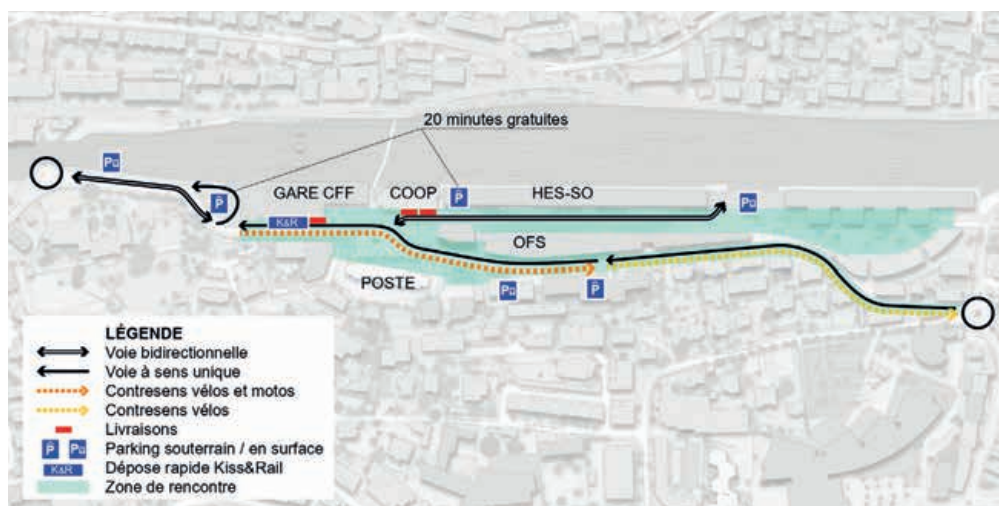 20 minutes gratuites
P
P
GARE CFF
COOP
P
HES-SO
P
K&R
OFS
POSTE
P
P
LÉGENDE
Voie bidirectionnelle
Voie à sens unique
Contresens vélos et motos
Contresens vélos
Livraisons
P P Parking souterrain / en surface
K&R Dépose rapide Kiss&Rail
Zone de rencontre